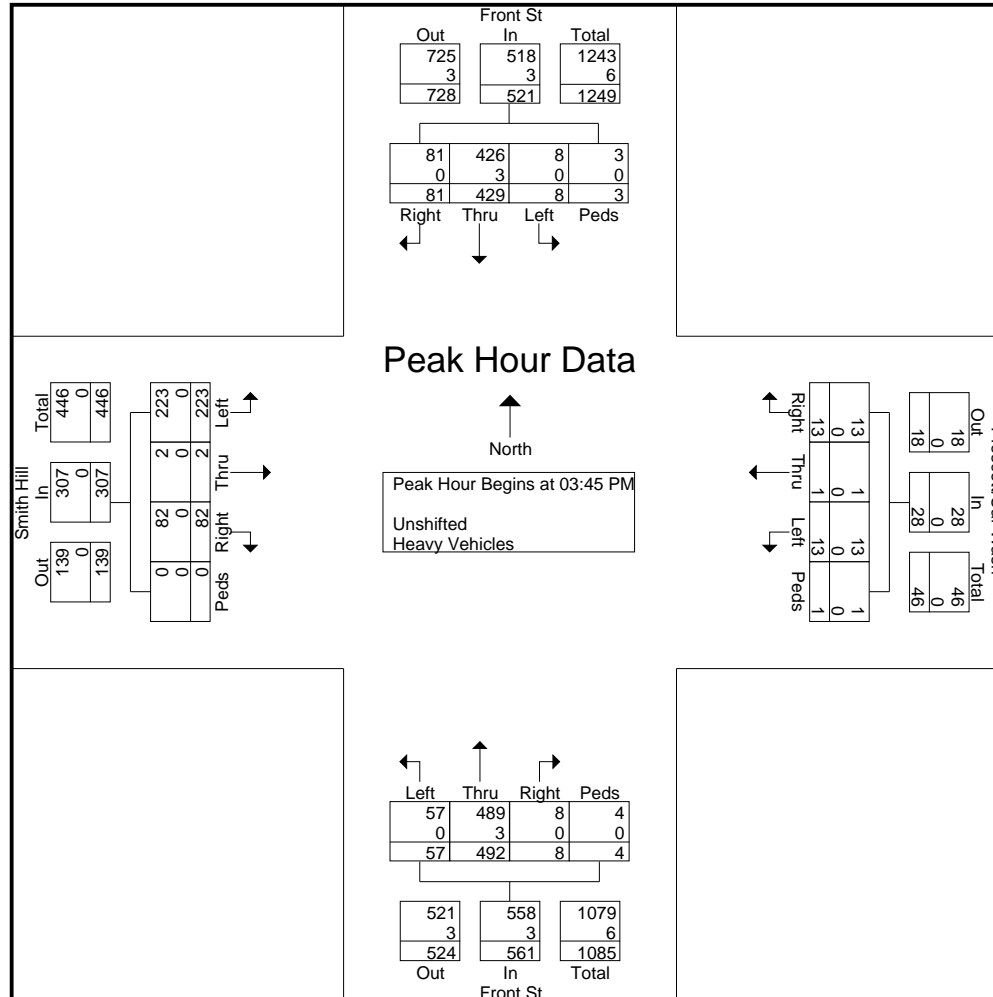 Front St
Out In Total
725 518 1243
3 3 6
728 521 1249
81 426 8 3
0 3 0 0
81 429 8 3
Right Thru Left Peds
Peak Hour Data
North
Peak Hour Begins at 03:45 PM
Unshifted
Heavy Vehicles
Smith Hill
Out In Total
139 307 446
0 0 0
139 307 446
Left Thru Right Peds
223 2 82 0
0 0 0 0
223 2 82 0
Right Thru Left Peds
13 1 13 1
0 0 0 0
13 1 13 1
Out In Total
18 28 46
0 0 0
18 28 46
Left Thru Right Peds
57 489 8 4
0 3 0 0
57 492 8 4
521 558 1079
3 3 6
524 561 1085
Out In Total
Front St